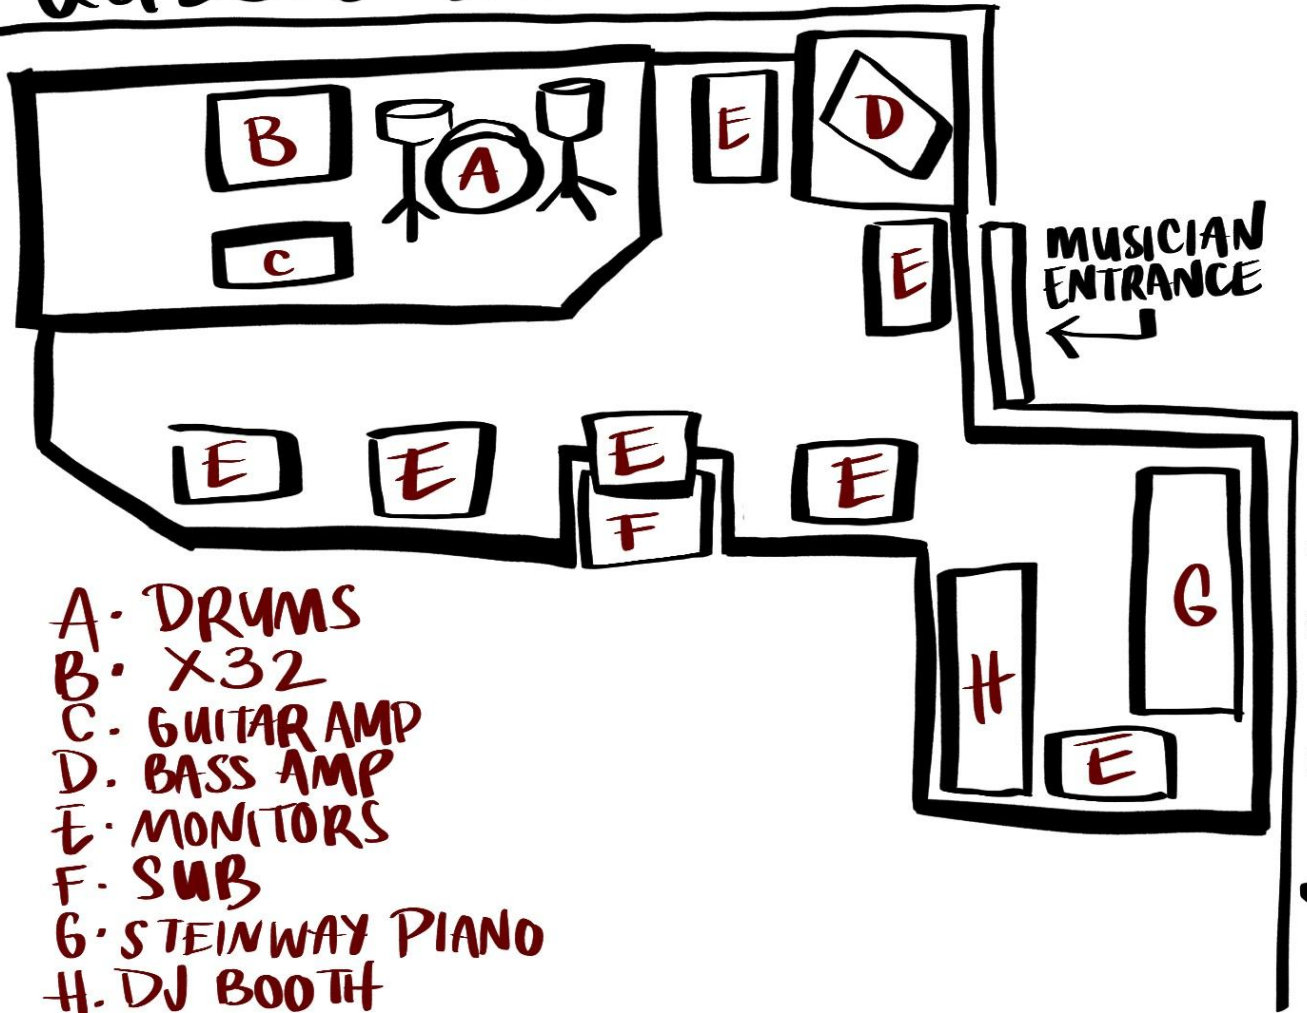 B
A
E
D
C
E
MUSICIAN
ENTRANCE
E
E
E
E
F
G
H
E
A. DRUMS
B. X32
C. GUITAR AMP
D. BASS AMP
E. MONITORS
F. SUB
G. STEINWAY PIANO
H. DJ BOOTH